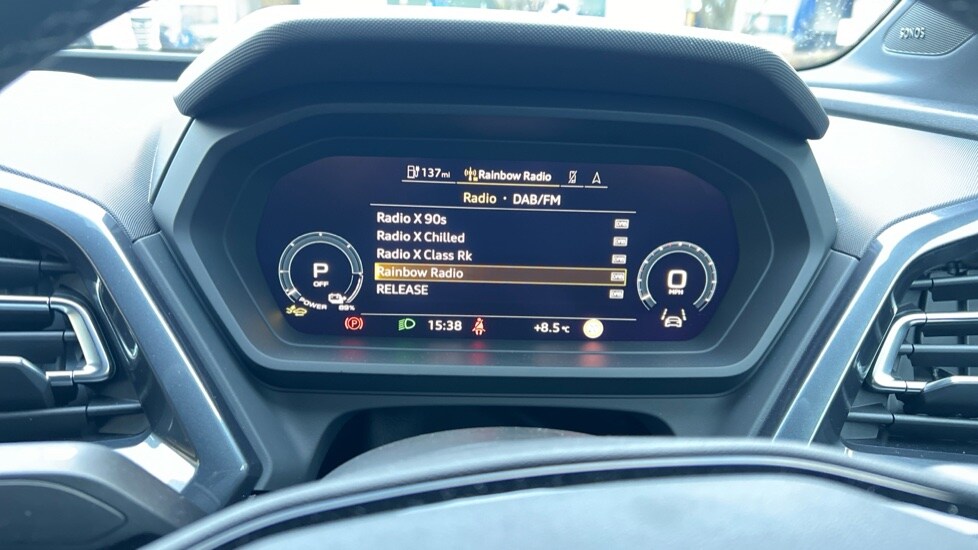 SONOS
137mi Rainbow Radio A
Radio · DAB/FM
Radio X 90s
Radio X Chilled
Radio X Class Rk
Rainbow Radio
RELEASE
P
OFF
POWER
0
MPH
(P) 15:38 +8.5°C